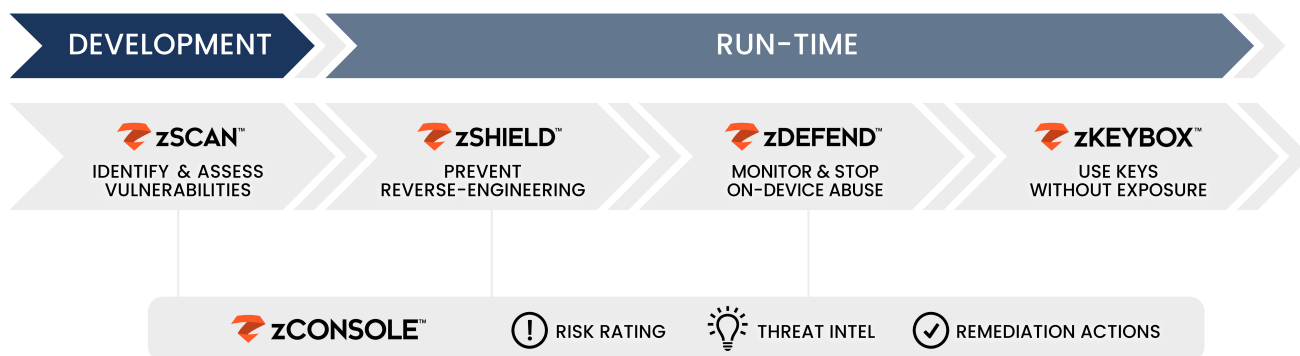 DEVELOPMENT
RUN-TIME
zSCAN™
IDENTIFY & ASSESS
VULNERABILITIES
zSHIELD™
PREVENT
REVERSE-ENGINEERING
zDEFEND™
MONITOR & STOP
ON-DEVICE ABUSE
zKEYBOX™
USE KEYS
WITHOUT EXPOSURE
zCONSOLE™
RISK RATING
THREAT INTEL
REMEDIATION ACTIONS